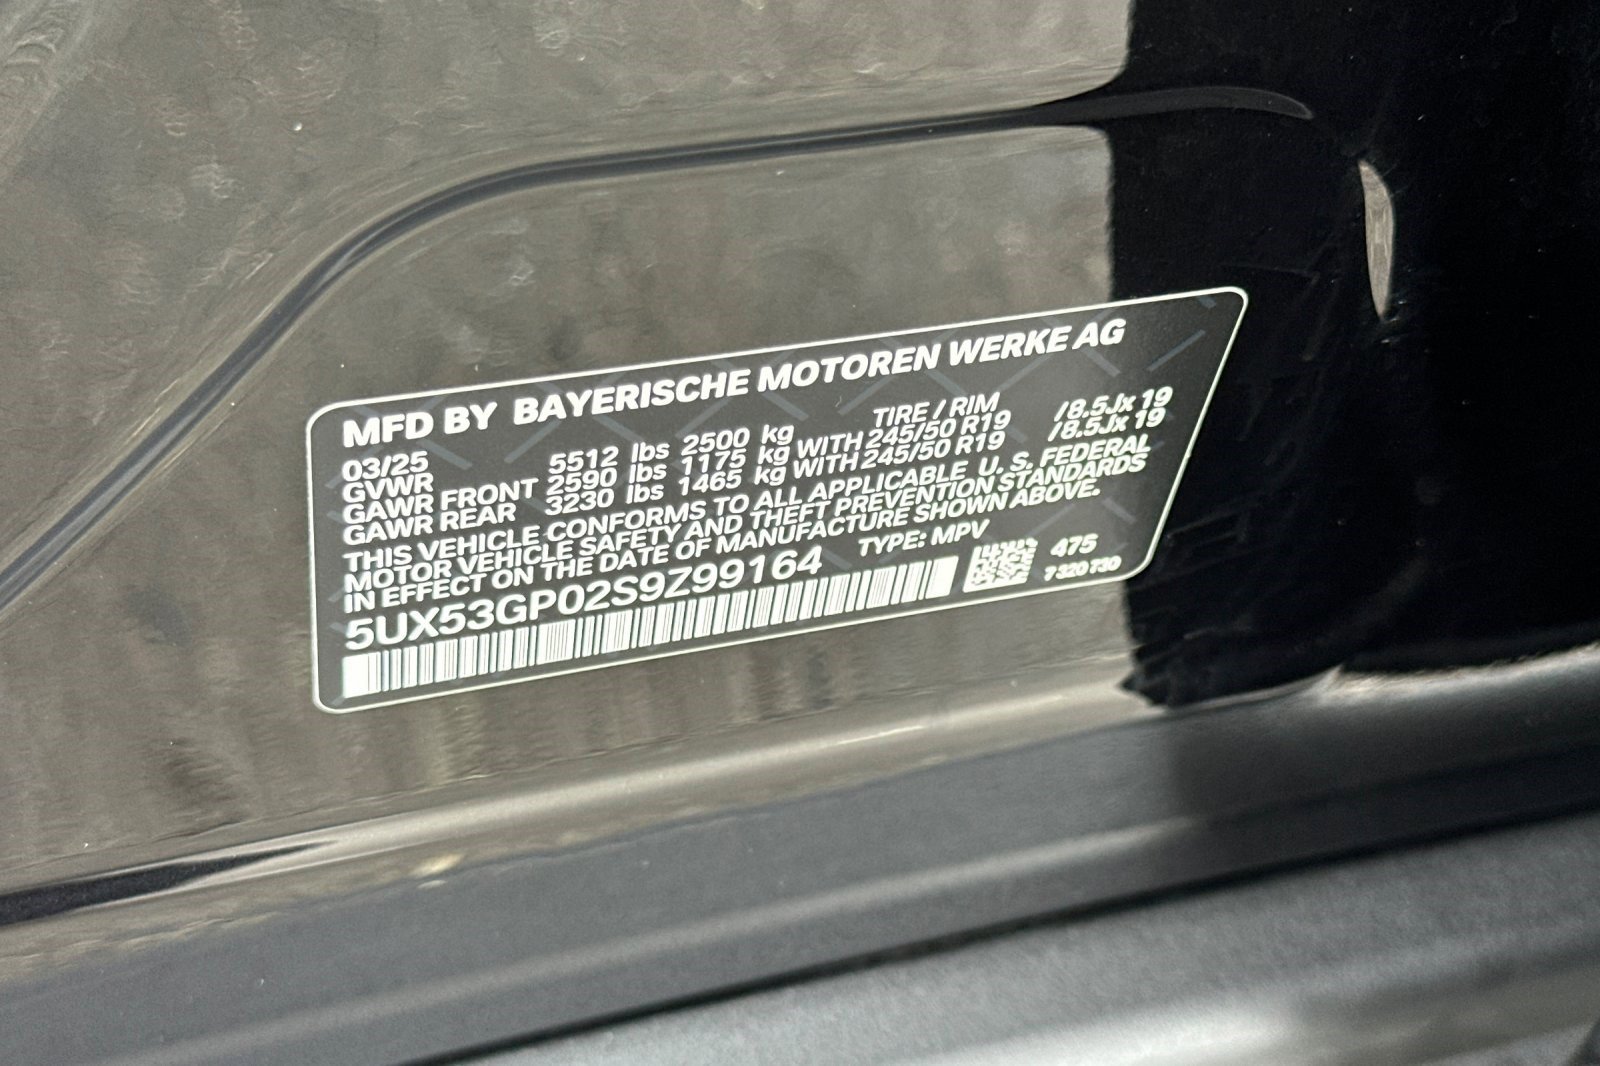 MFD BY BAYERISCHE MOTOREN WERKE AG
03/25 TIRE / RIM
GVWR 5512 lbs 2500 kg
GAWR FRONT 2590 lbs 1175 kg WITH 245/50 R19 /8.5Jx 19
GAWR REAR 3230 lbs 1465 kg WITH 245/50 R19 /8.5Jx 19
THIS VEHICLE CONFORMS TO ALL APPLICABLE U. S. FEDERAL
MOTOR VEHICLE SAFETY AND THEFT PREVENTION STANDARDS
IN EFFECT ON THE DATE OF MANUFACTURE SHOWN ABOVE.
5UX53GP02S9Z99164 TYPE: MPV
475
7 320 730